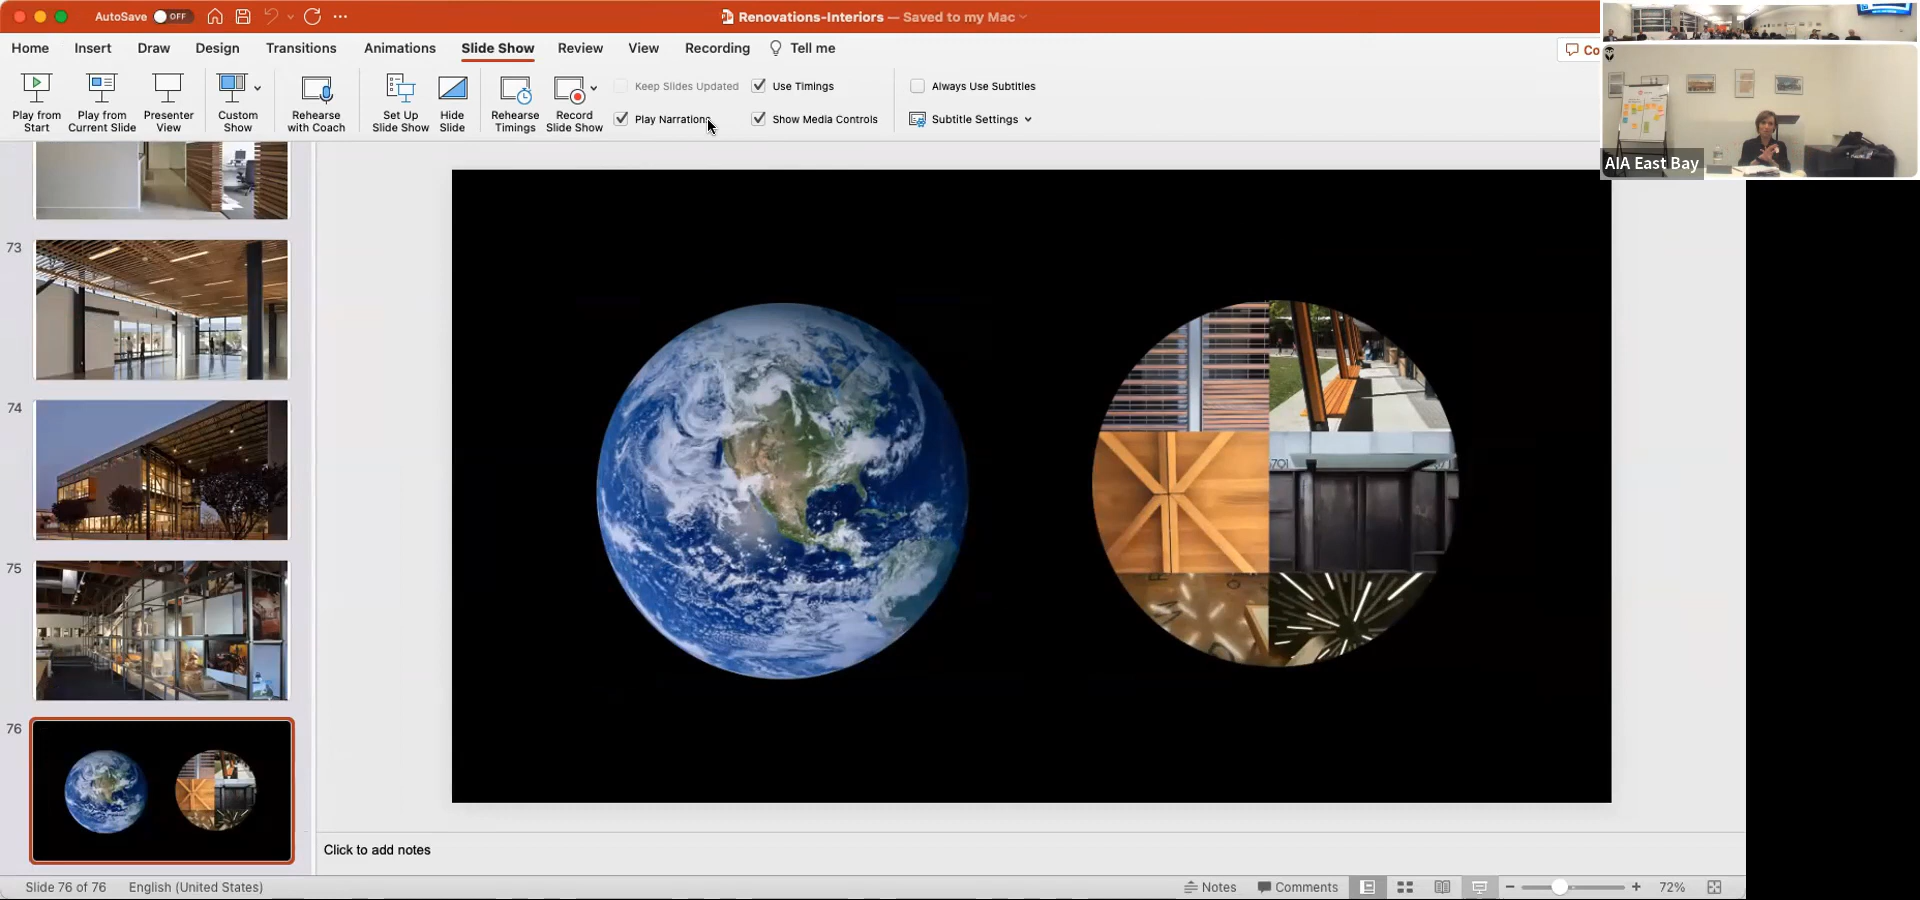 AutoSave OFF
Renovations-Interiors — Saved to my Mac
Home Insert Draw Design Transitions Animations Slide Show Review View Recording Tell me
Co
Play from Start
Play from Current Slide
Presenter View
Custom Show
Rehearse with Coach
Set Up Slide Show
Hide Slide
Rehearse Timings
Record Slide Show
Keep Slides Updated
Play Narrations
Use Timings
Show Media Controls
Always Use Subtitles
Subtitle Settings
AIA East Bay
73
74
75
76
701
Click to add notes
Slide 76 of 76 English (United States)
Notes Comments 72%